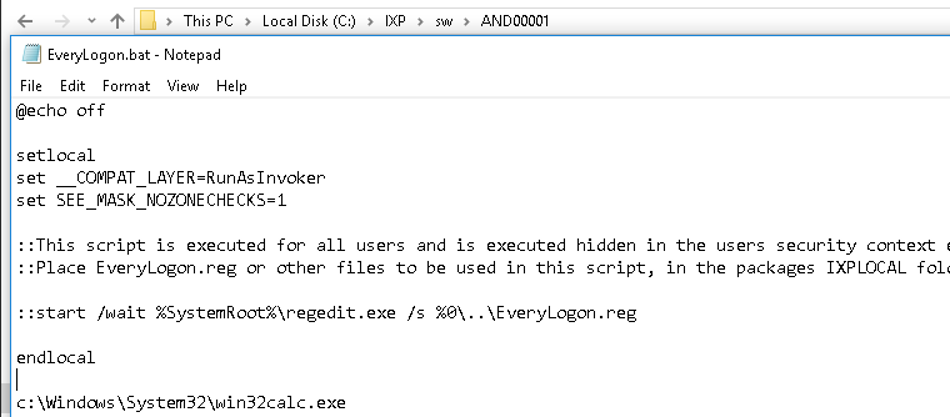 This PC > Local Disk (C:) > IXP > sw > AND00001
EveryLogon.bat - Notepad
File Edit Format View Help
@echo off
setlocal
set __COMPAT_LAYER=RunAsInvoker
set SEE_MASK_NOZONECHECKS=1
::This script is executed for all users and is executed hidden in the users security context
::Place EveryLogon.reg or other files to be used in this script, in the packages IXPLOCAL
::start /wait %SystemRoot%\regedit.exe /s %0\..\EveryLogon.reg
endlocal
c:\Windows\System32\win32calc.exe